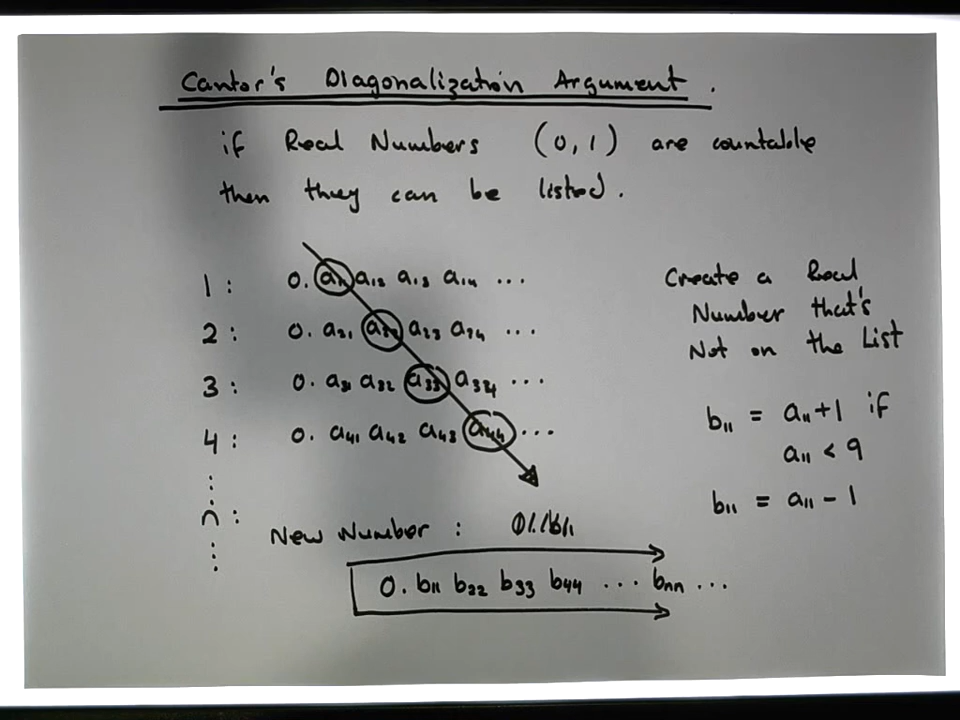 Cantor's Diagonalization Argument.
if Real Numbers (0,1) are countable
then they can be listed.
1: 0. a₁₁ a₁₂ a₁₃ a₁₄ ...
2: 0. a₂₁ a₂₂ a₂₃ a₂₄ ...
3: 0. a₃₁ a₃₂ a₃₃ a₃₄ ...
4: 0. a₄₁ a₄₂ a₄₃ a₄₄ ...
⋮
n:
⋮
Create a Real
Number that's
Not on the List
b₁₁ = a₁₁+1 if
a₁₁ < 9
b₁₁ = a₁₁ - 1
New Number:
0. b₁₁ b₂₂ b₃₃ b₄₄ ... bₙₙ ...